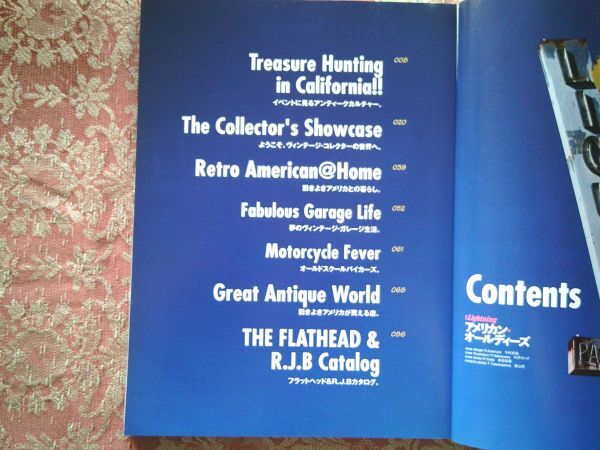 Treasure Hunting
in California!!
008
イベントに見るアンティークカルチャー。
The Collector's Showcase
020
ようこそ、ヴィンテージ・コレクターの世界へ。
Retro American@Home
039
旧きよきアメリカとの暮らし。
Fabulous Garage Life
052
夢のヴィンテージ・ガレージ生活。
Motorcycle Fever
061
オールドスクールバイカーズ。
Great Antique World
068
旧きよきアメリカが買える店。
THE FLATHEAD &
R.J.B Catalog
086
フラットヘッド&R.J.Bカタログ。
Contents
Lightning
アメリカン・
オールディーズ